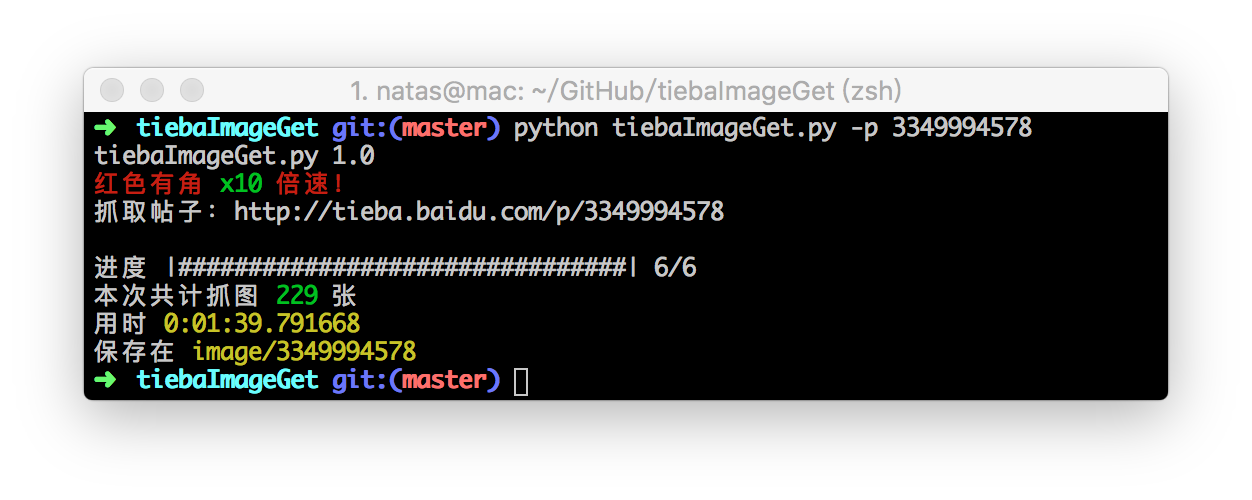 1. natas@mac: ~/GitHub/tiebaImageGet (zsh)
➜ tiebaImageGet git:(master) python tiebaImageGet.py -p 3349994578
tiebaImageGet.py 1.0
红色有角 x10 倍速!
抓取帖子: http://tieba.baidu.com/p/3349994578
进度 |################################| 6/6
本次共计抓图 229 张
用时 0:01:39.791668
保存在 image/3349994578
➜ tiebaImageGet git:(master)